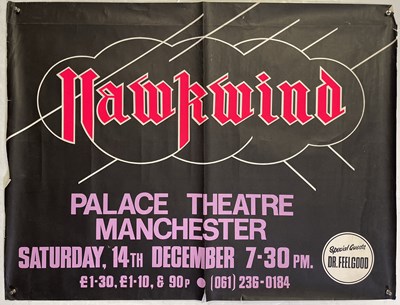 Hawkwind
PALACE THEATRE
MANCHESTER
SATURDAY, 14TH DECEMBER 7-30 PM.
£1-30, £1-10, & 90p ● (061) 236-0184
Special Guests
DR. FEELGOOD